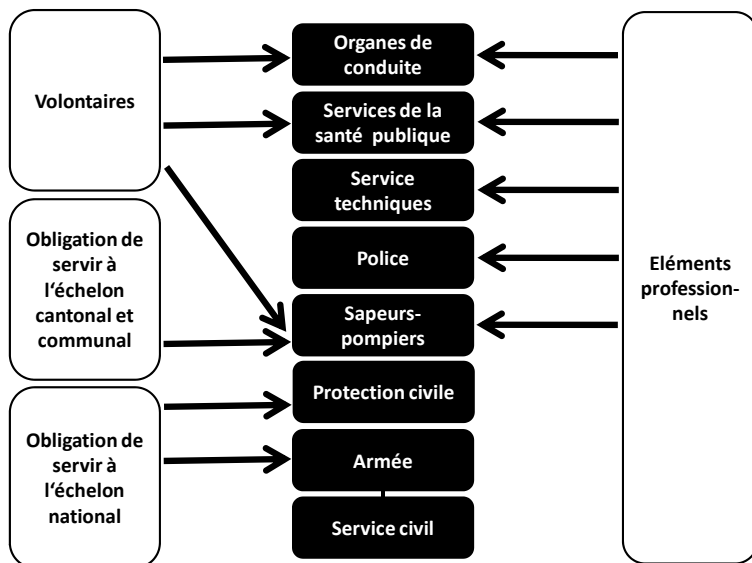 Volontaires
Obligation de
servir à
l‘échelon
cantonal et
communal
Obligation de
servir à
l‘échelon
national
Organes de
conduite
Services de la
santé publique
Service
techniques
Police
Sapeurs-
pompiers
Protection civile
Armée
Service civil
Eléments
profession-
nels